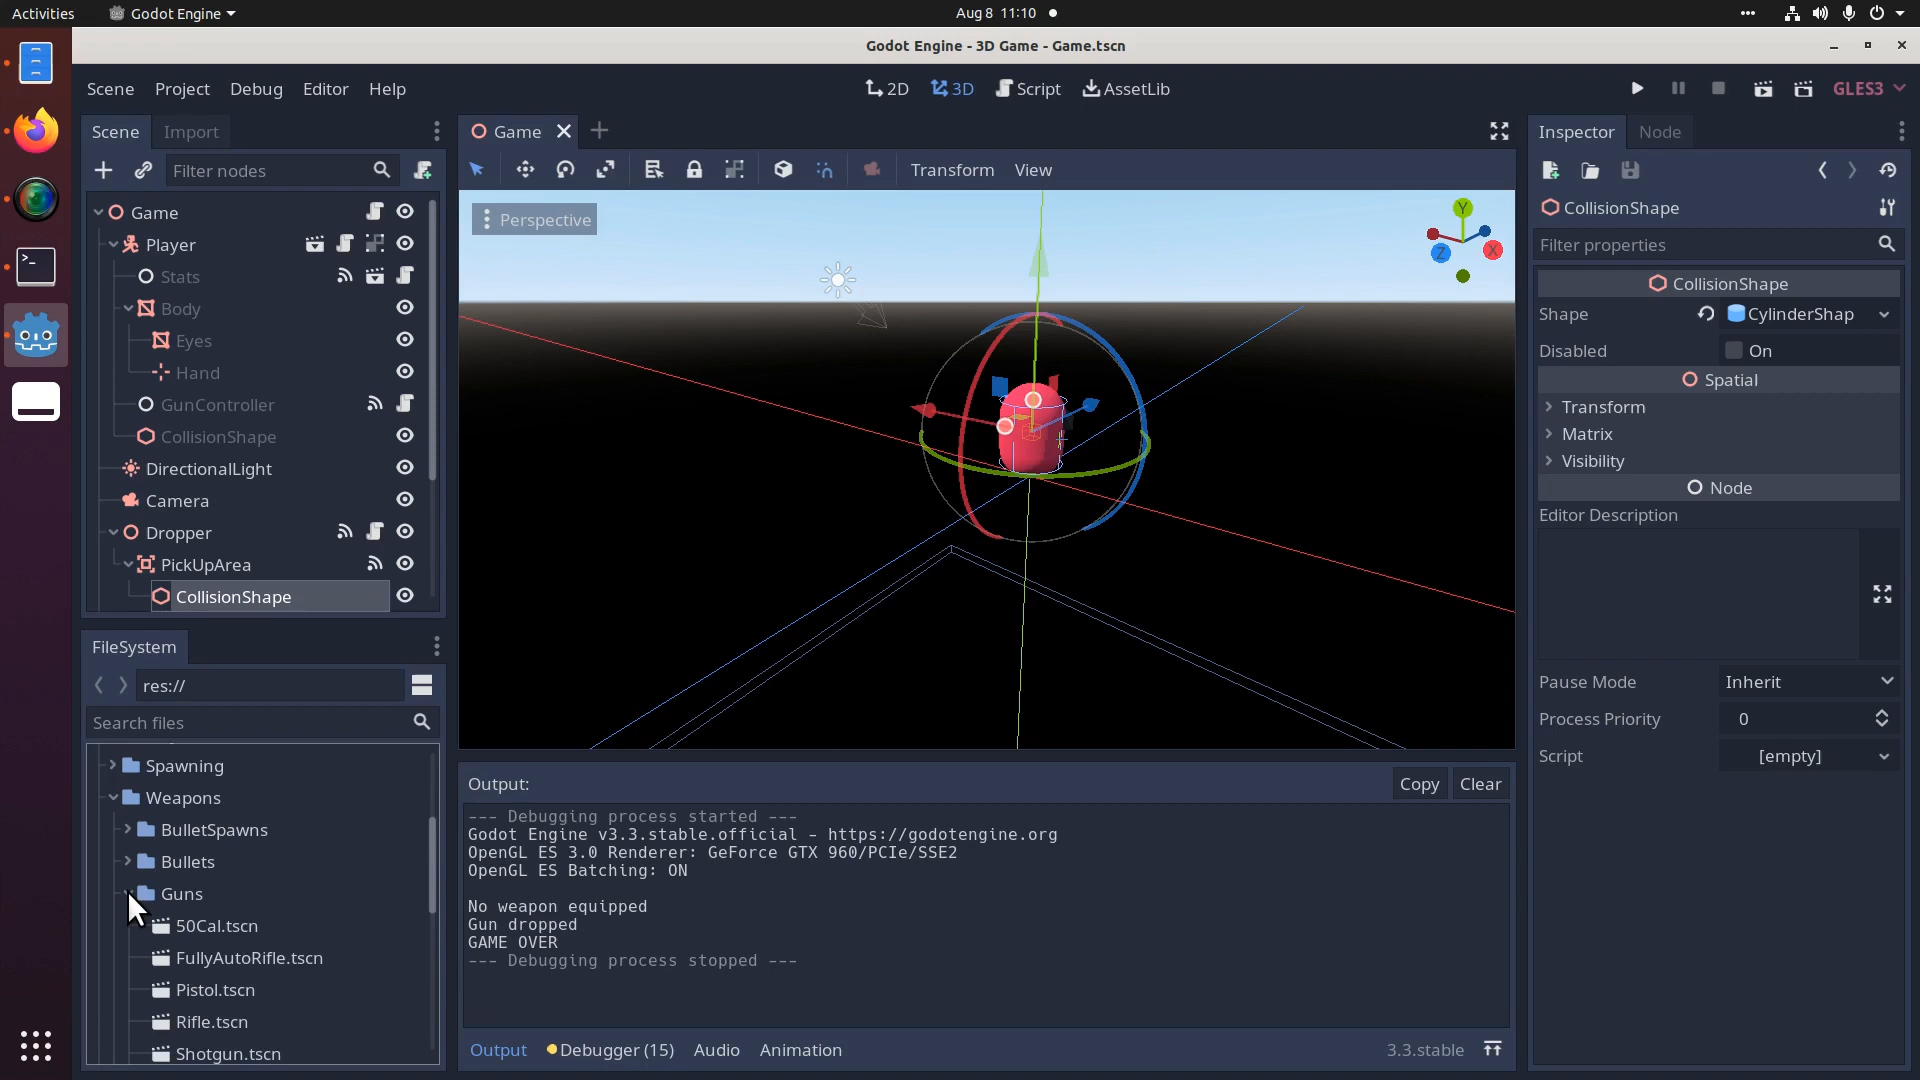 Activities
Godot Engine
Aug 8 11:10
Godot Engine - 3D Game - Game.tscn
Scene Project Debug Editor Help
2D 3D Script AssetLib
GLES3
Scene Import
Filter nodes
Game
Player
Stats
Body
Eyes
Hand
GunController
CollisionShape
DirectionalLight
Camera
Dropper
PickUpArea
CollisionShape
FileSystem
res://
Search files
Spawning
Weapons
BulletSpawns
Bullets
Guns
50Cal.tscn
FullyAutoRifle.tscn
Pistol.tscn
Rifle.tscn
Shotgun.tscn
Game
Transform View
Perspective
Y
Z
X
Output:
Copy Clear
--- Debugging process started ---
Godot Engine v3.3.stable.official - https://godotengine.org
OpenGL ES 3.0 Renderer: GeForce GTX 960/PCIe/SSE2
OpenGL ES Batching: ON
No weapon equipped
Gun dropped
GAME OVER
--- Debugging process stopped ---
Output Debugger (15) Audio Animation
3.3.stable
Inspector Node
CollisionShape
Filter properties
CollisionShape
Shape CylinderShap
Disabled On
Spatial
Transform
Matrix
Visibility
Node
Editor Description
Pause Mode Inherit
Process Priority 0
Script [empty]